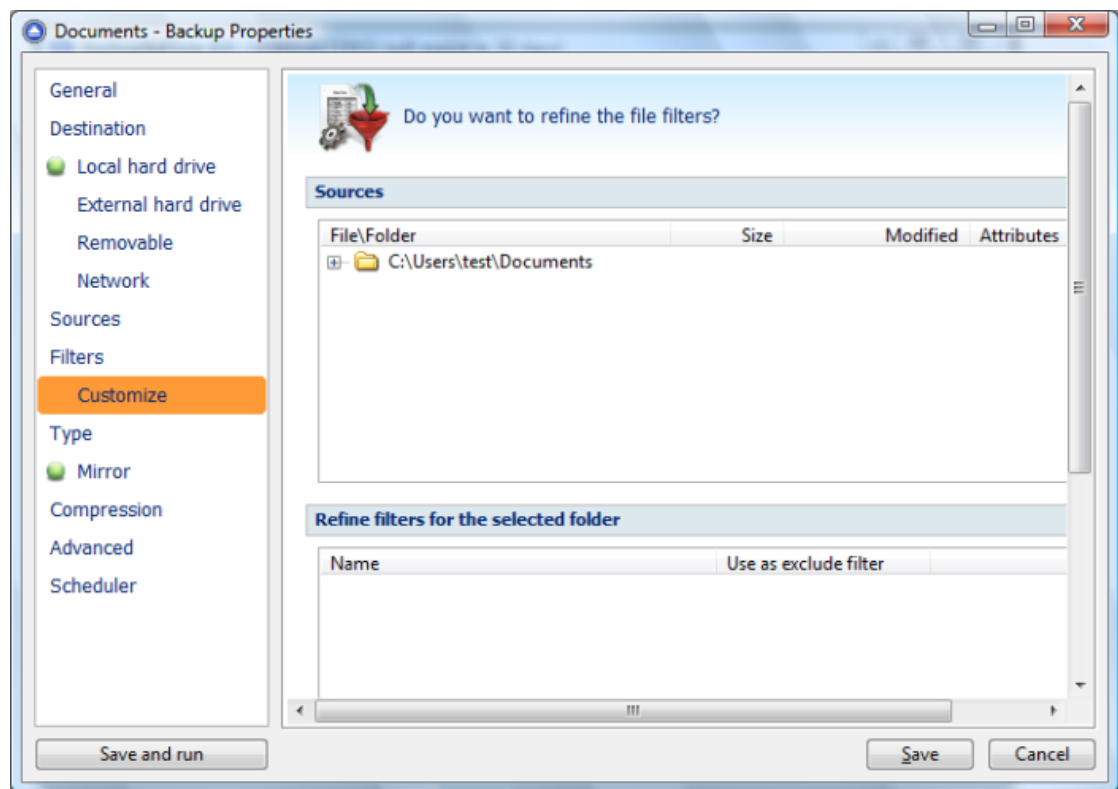 Documents - Backup Properties
General
Destination
Local hard drive
External hard drive
Removable
Network
Sources
Filters
Customize
Type
Mirror
Compression
Advanced
Scheduler
Do you want to refine the file filters?
Sources
File\Folder Size Modified Attributes
C:\Users\test\Documents
Refine filters for the selected folder
Name Use as exclude filter
Save and run Save Cancel